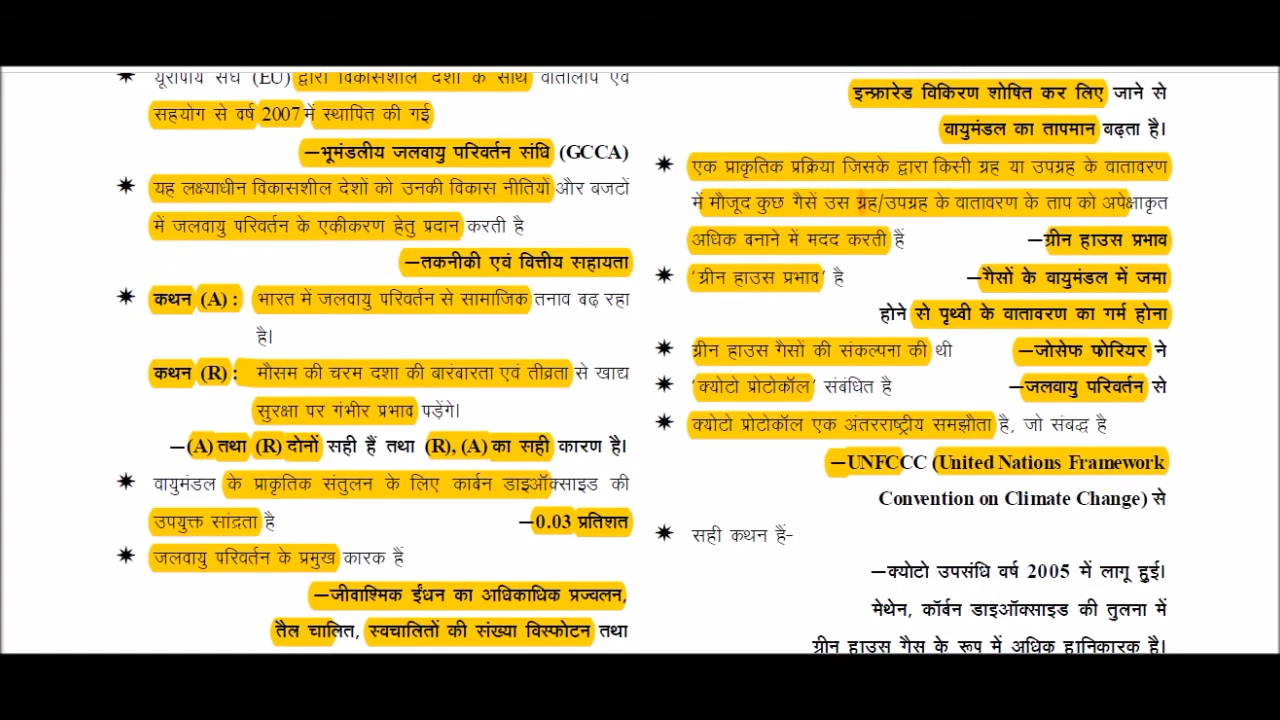 ✷ यूरोपीय संघ (EU) द्वारा विकासशील देशों के साथ वार्तालाप एवं
सहयोग से वर्ष 2007 में स्थापित की गई
–भूमंडलीय जलवायु परिवर्तन संधि (GCCA)
✷ यह लक्ष्याधीन विकासशील देशों को उनकी विकास नीतियों और बजटों
में जलवायु परिवर्तन के एकीकरण हेतु प्रदान करती है
–तकनीकी एवं वित्तीय सहायता
✷ कथन (A) : भारत में जलवायु परिवर्तन से सामाजिक तनाव बढ़ रहा
है।
कथन (R) : मौसम की चरम दशा की बारंबारता एवं तीव्रता से खाद्य
सुरक्षा पर गंभीर प्रभाव पड़ेंगे।
–(A) तथा (R) दोनों सही हैं तथा (R), (A) का सही कारण है।
✷ वायुमंडल के प्राकृतिक संतुलन के लिए कार्बन डाइऑक्साइड की
उपयुक्त सांद्रता है –0.03 प्रतिशत
✷ जलवायु परिवर्तन के प्रमुख कारक हैं
–जीवाश्मिक ईंधन का अधिकाधिक प्रज्वलन,
तैल चालित, स्वचालितों की संख्या विस्फोटन तथा
इन्फ्रारेड विकिरण शोषित कर लिए जाने से
वायुमंडल का तापमान बढ़ता है।
✷ एक प्राकृतिक प्रक्रिया जिसके द्वारा किसी ग्रह या उपग्रह के वातावरण
में मौजूद कुछ गैसें उस ग्रह/उपग्रह के वातावरण के ताप को अपेक्षाकृत
अधिक बनाने में मदद करती हैं –ग्रीन हाउस प्रभाव
✷ 'ग्रीन हाउस प्रभाव' है –गैसों के वायुमंडल में जमा
होने से पृथ्वी के वातावरण का गर्म होना
✷ ग्रीन हाउस गैसों की संकल्पना की थी –जोसेफ फोरियर ने
✷ 'क्योटो प्रोटोकॉल' संबंधित है –जलवायु परिवर्तन से
✷ क्योटो प्रोटोकॉल एक अंतरराष्ट्रीय समझौता है, जो संबद्ध है
–UNFCCC (United Nations Framework
Convention on Climate Change) से
✷ सही कथन हैं-
–क्योटो उपसंधि वर्ष 2005 में लागू हुई।
मेथेन, कॉर्बन डाइऑक्साइड की तुलना में
ग्रीन हाउस गैस के रूप में अधिक हानिकारक है।